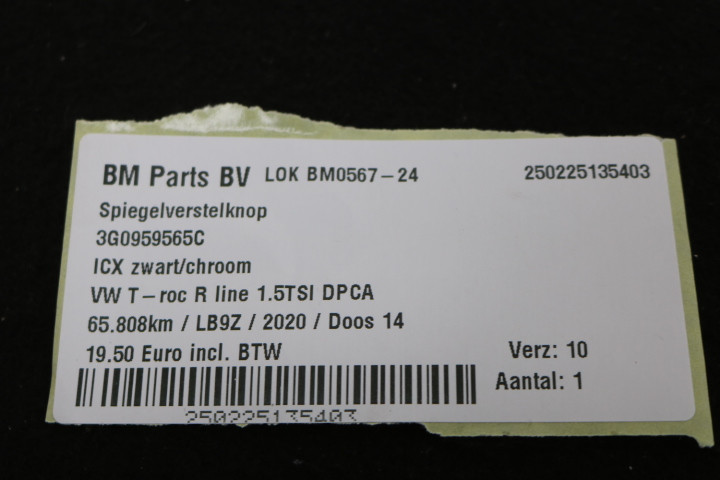 BM Parts BV LOK BM0567-24 250225135403
Spiegelverstelknop
3G0959565C
ICX zwart/chroom
VW T-roc R line 1.5TSI DPCA
65.808km / LB9Z / 2020 / Doos 14
19.50 Euro incl. BTW Verz: 10
Aantal: 1
250225135403